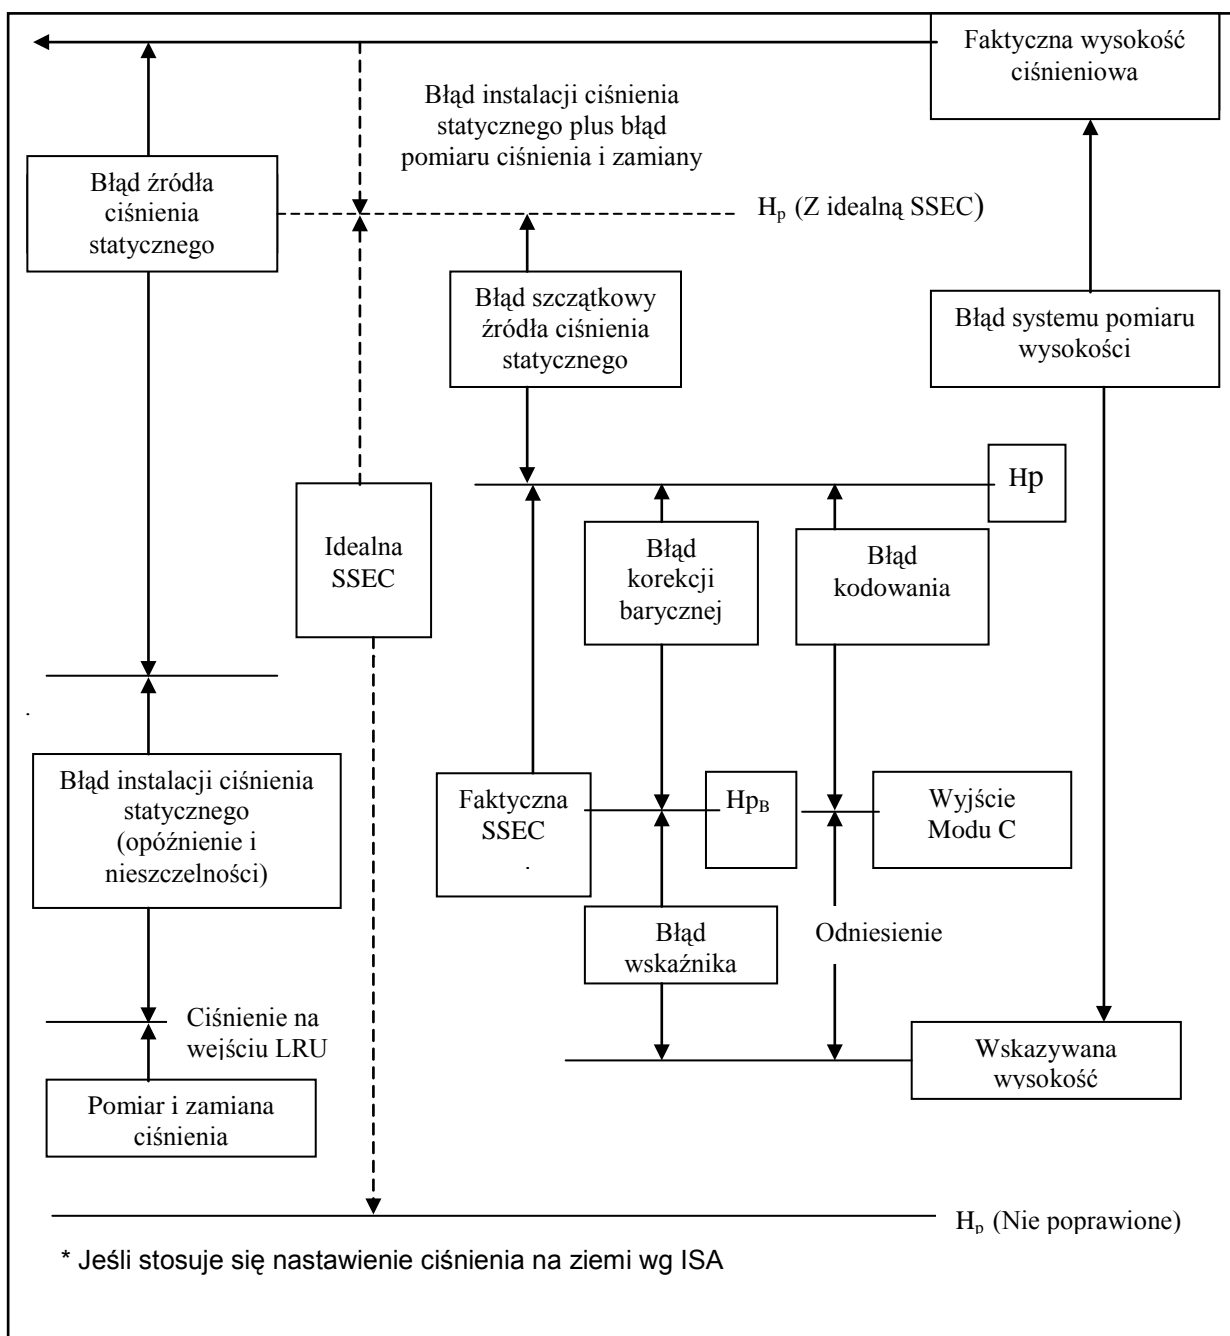 Faktyczna wysokość
ciśnieniowa
Błąd instalacji ciśnienia
statycznego plus błąd
pomiaru ciśnienia i zamiany
Błąd źródła
ciśnienia
statycznego
Hp (Z idealną SSEC)
Błąd szczątkowy
źródła ciśnienia
statycznego
Błąd systemu pomiaru
wysokości
Hp
Idealna
SSEC
Błąd
korekcji
barycznej
Błąd
kodowania
Błąd instalacji ciśnienia
statycznego
(opóźnienie i
nieszczelności)
Faktyczna
SSEC
HpB
Wyjście
Modu C
Błąd
wskaźnika
Odniesienie
Ciśnienie na
wejściu LRU
Wskazywana
wysokość
Pomiar i zamiana
ciśnienia
Hp (Nie poprawione)
* Jeśli stosuje się nastawienie ciśnienia na ziemi wg ISA